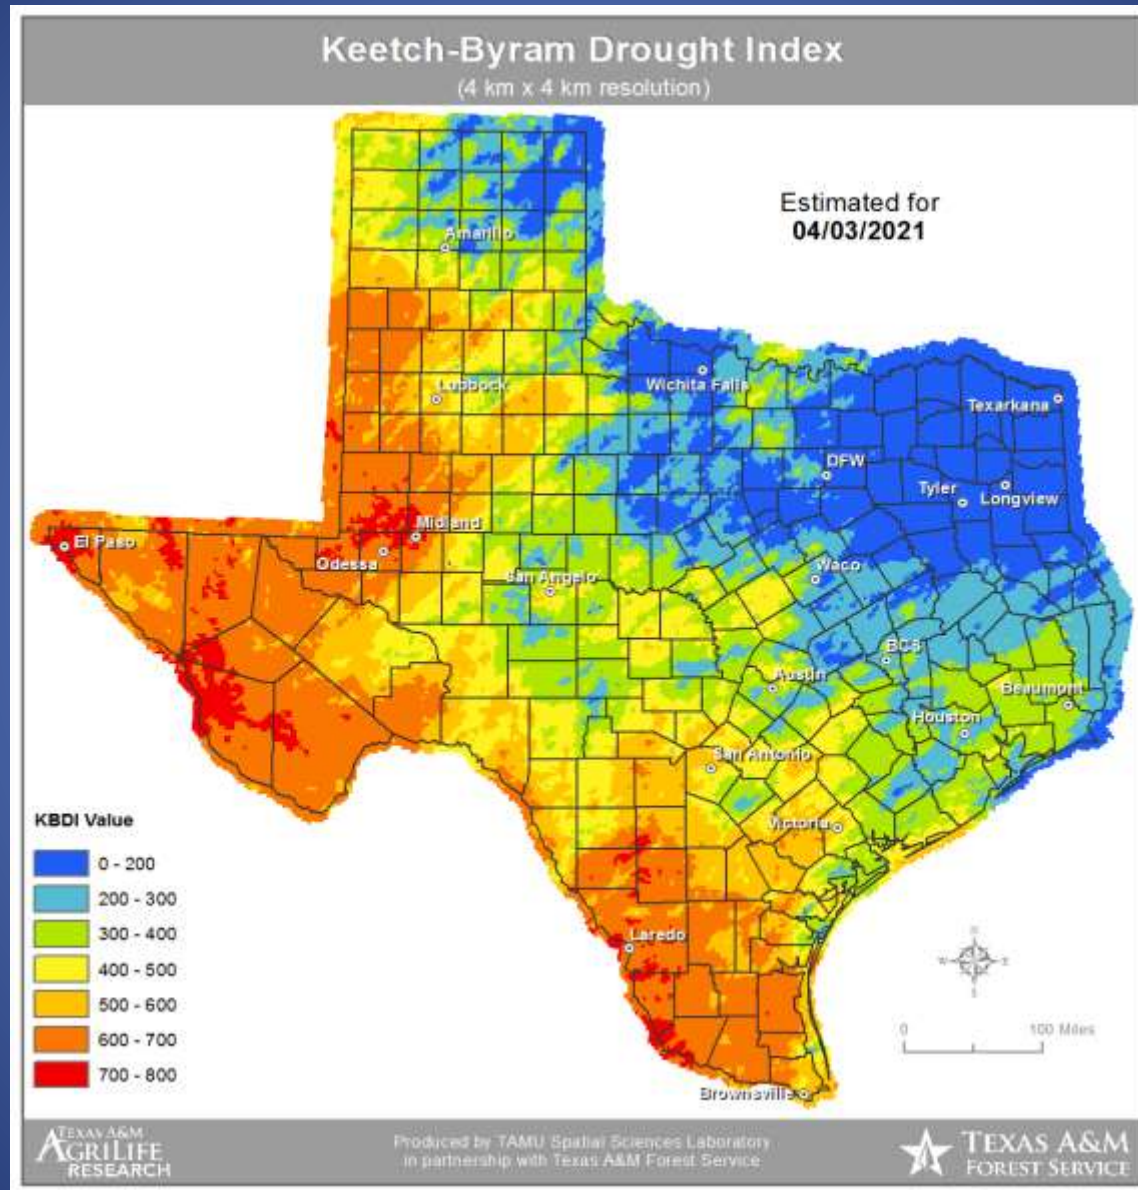 Keetch-Byram Drought Index
(4 km x 4 km resolution)
Estimated for
04/03/2021
Amarillo
Lubbock
Wichita Falls
Texarkana
DFW
Tyler
Longview
Midland
El Paso
Odessa
San Angelo
Waco
BCS
Austin
Beaumont
Houston
San Antonio
Victoria
Laredo
Brownsville
KBDI Value
0 - 200
200 - 300
300 - 400
400 - 500
500 - 600
600 - 700
700 - 800
N
W
E
S
0 100 Miles
TEXAS A&M
AGRILIFE
RESEARCH
Produced by TAMU Spatial Sciences Laboratory
in partnership with Texas A&M Forest Service
TEXAS A&M
FOREST SERVICE